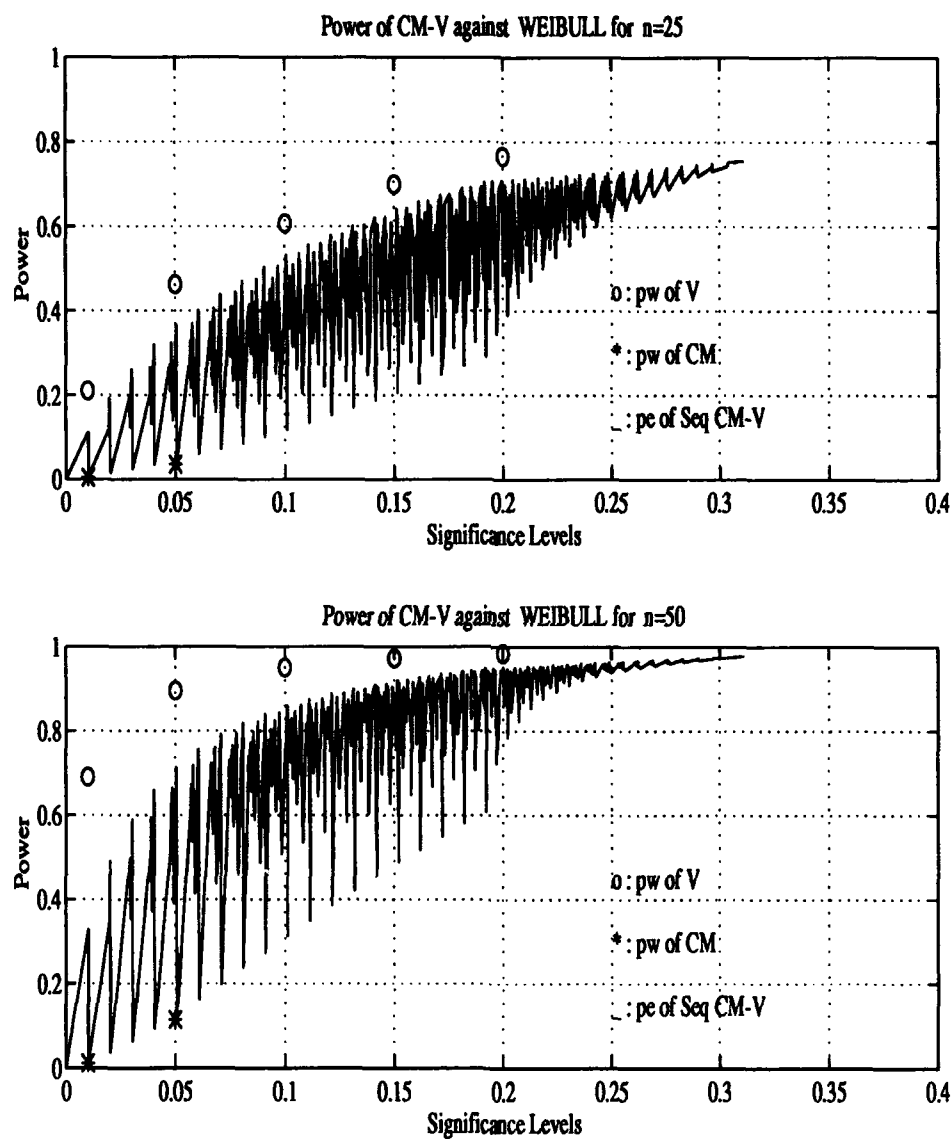 Power of CM-V against WEIBULL for n=25
1
0.8
0.6
0.4
0.2
0
Power
o : pw of V
* : pw of CM
_ : pe of Seq CM-V
0 0.05 0.1 0.15 0.2 0.25 0.3 0.35 0.4
Significance Levels
Power of CM-V against WEIBULL for n=50
1
0.8
0.6
0.4
0.2
0
Power
o : pw of V
* : pw of CM
_ : pe of Seq CM-V
0 0.05 0.1 0.15 0.2 0.25 0.3 0.35 0.4
Significance Levels